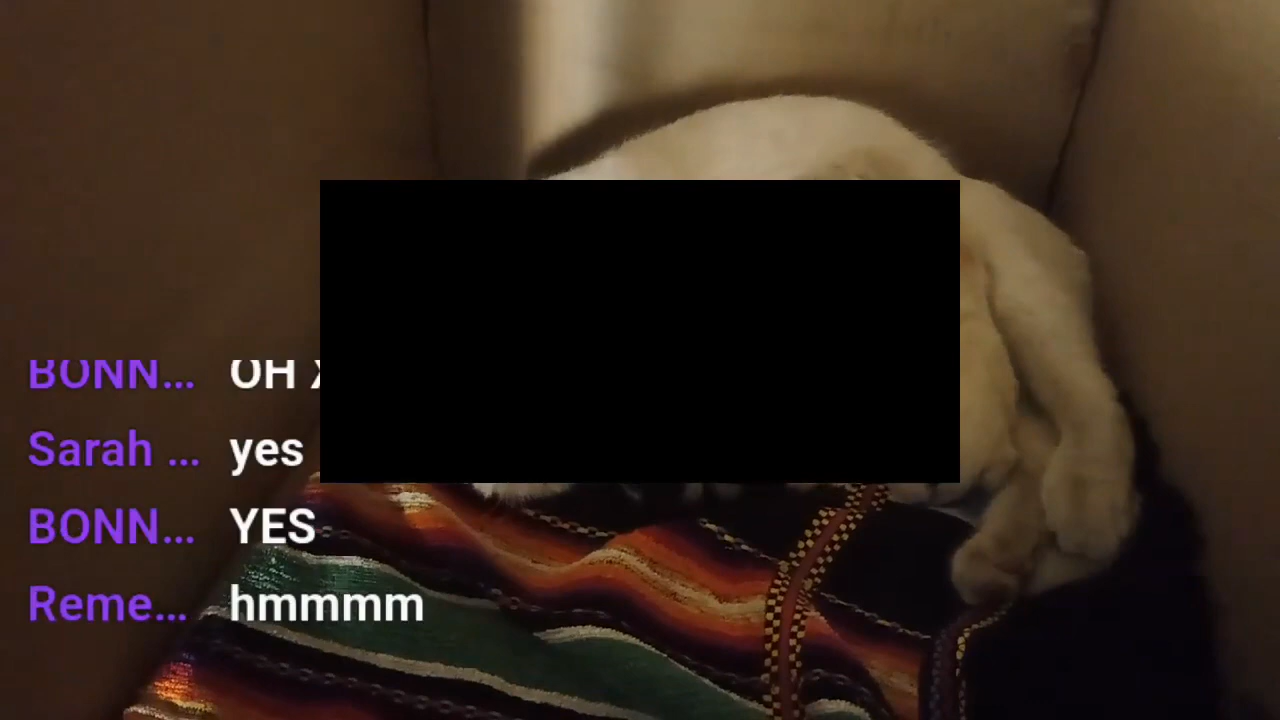 BONN… OH
Sarah … yes
BONN… YES
Reme… hmmmm